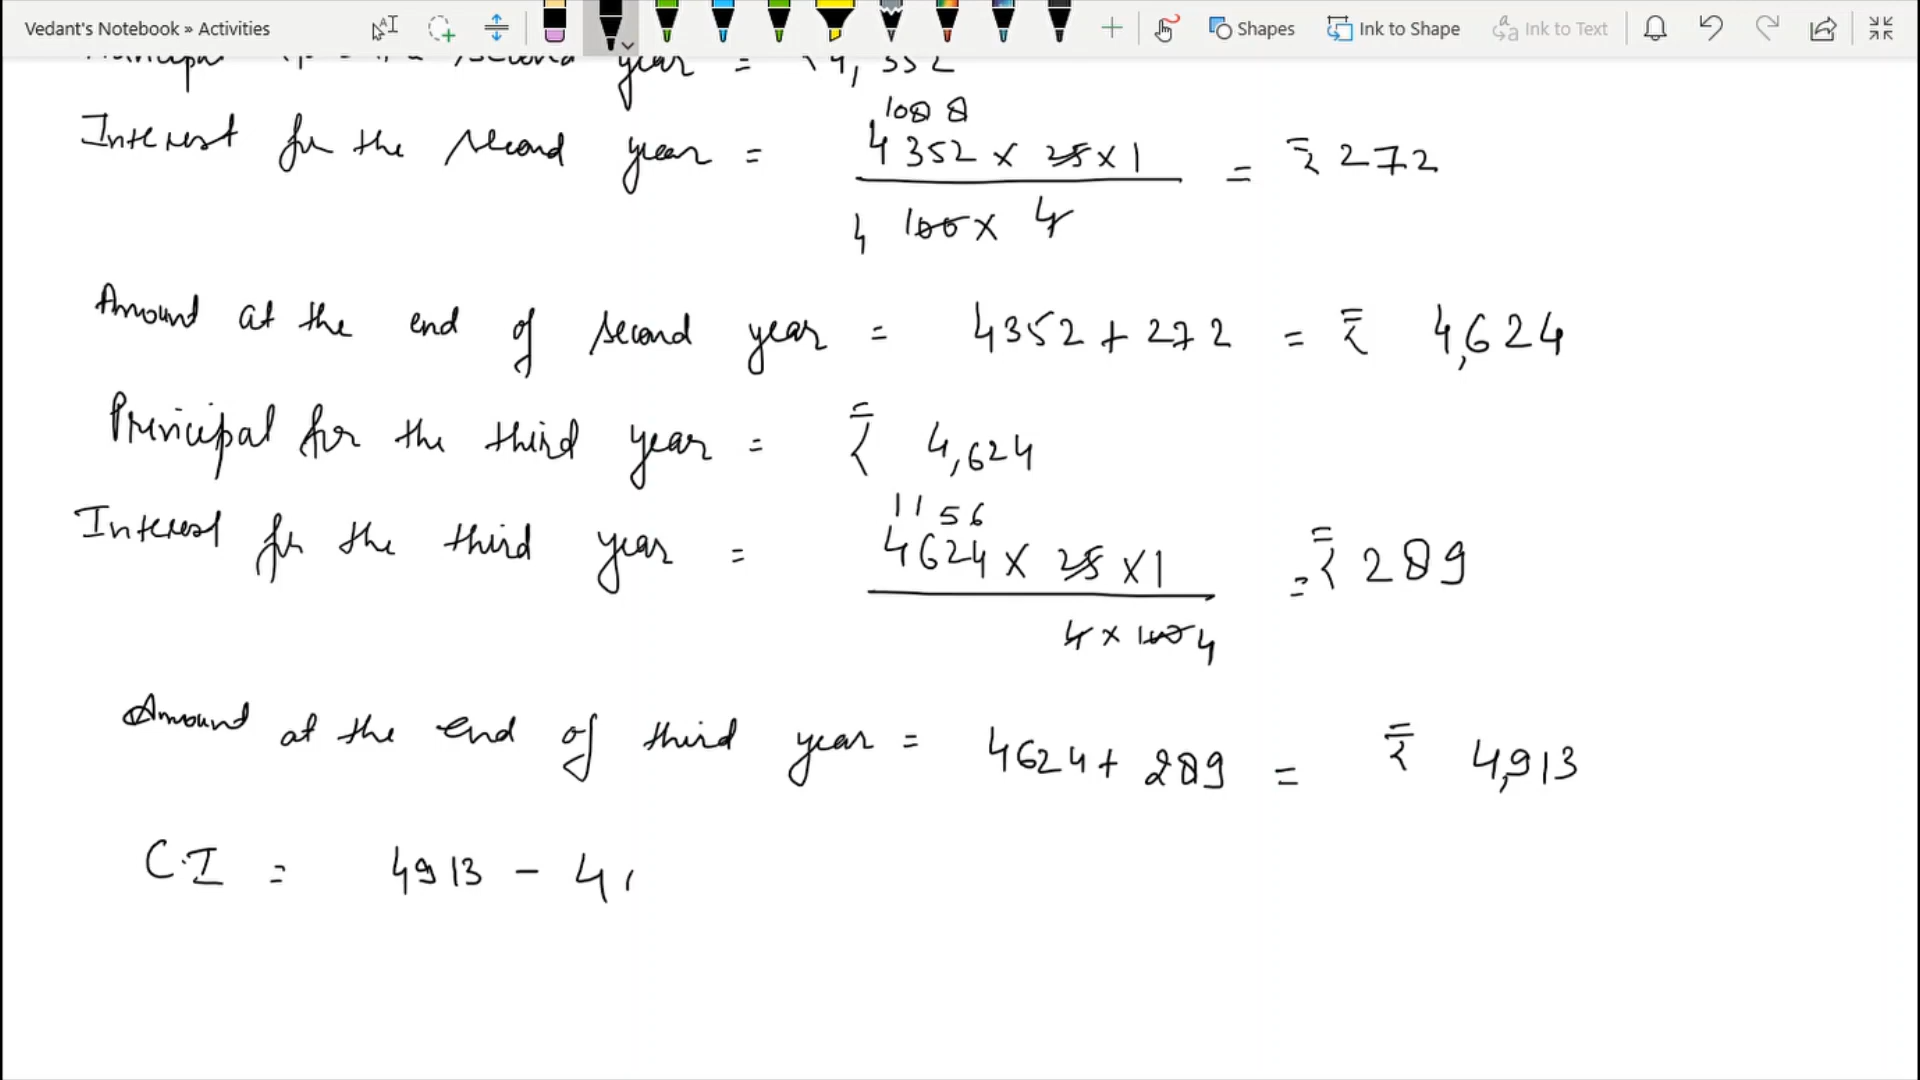 Vedant's Notebook » Activities
Shapes
Ink to Shape
Ink to Text
year = ₹4,352
1088
Interest for the second year = 4352 × 25 × 1 = ₹272
4 100 × 4
Amount at the end of second year = 4352 + 272 = ₹ 4,624
Principal for the third year = ₹ 4,624
1156
Interest for the third year = 4624 × 25 × 1 = ₹289
4 × 100 4
Amount at the end of third year = 4624 + 289 = ₹ 4,913
C.I = 4913 - 4